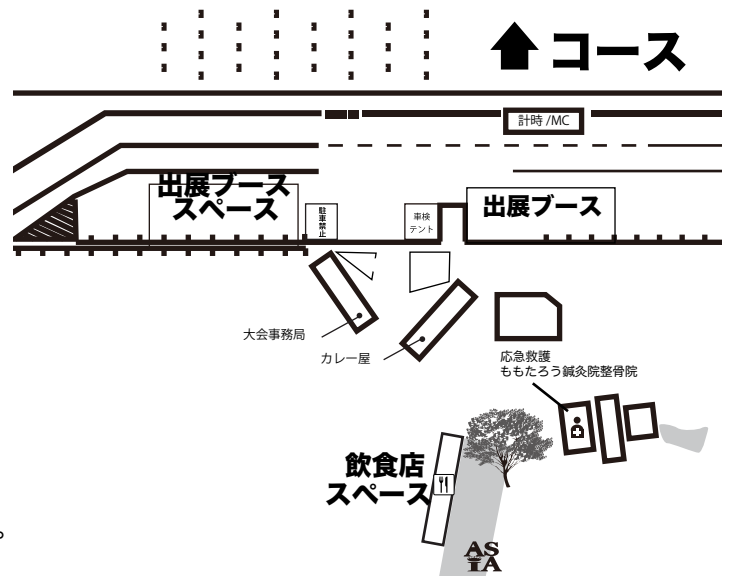 コース
計時/MC
出展ブース
スペース
駐車禁止
車検
テント
出展ブース
大会事務局
カレー屋
応急救護
ももたろう鍼灸院整骨院
飲食店
スペース
ASIA